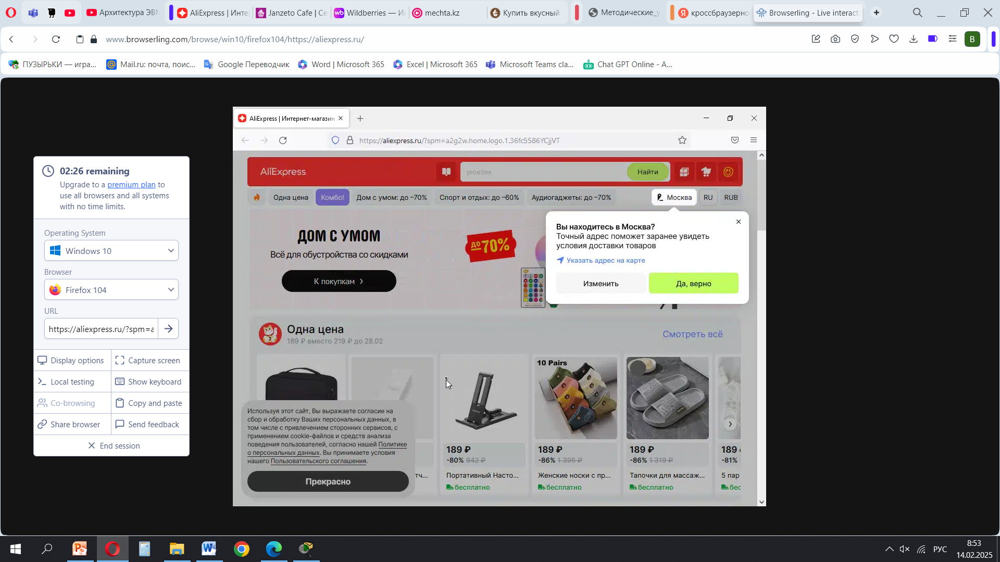 Архитектура ЭВМ
AliExpress | Инте
Janzeto Cafe | Се
Wildberries — И
mechta.kz
Купить вкусный
Методические_у
кроссбраузерно
Browserling - Live interacti
www.browserling.com/browse/win10/firefox104/https://aliexpress.ru/
B
ПУЗЫРЬКИ — игра...
Mail.ru: почта, поис...
Google Переводчик
Word | Microsoft 365
Excel | Microsoft 365
Microsoft Teams cla...
Chat GPT Online - A...
02:26 remaining
Upgrade to a premium plan to
use all browsers and all systems
with no time limits.
Operating System
Windows 10
Browser
Firefox 104
URL
https://aliexpress.ru/?spm=a
Display options
Capture screen
Local testing
Show keyboard
Co-browsing
Copy and paste
Share browser
Send feedback
End session
AliExpress | Интернет-магазин
https://aliexpress.ru/?spm=a2g2w.home.logo.1.36fc5586YCjjVT
AliExpress
рюкзак
Найти
Одна цена
Комбо!
Дом с умом: до –70%
Спорт и отдых: до –60%
Аудиогаджеты: до –70%
Москва
RU
RUB
ДОМ С УМОМ
Всё для обустройства со скидками
К покупкам
ДО –70%
Вы находитесь в Москва?
Точный адрес поможет заранее увидеть
условия доставки товаров
Указать адрес на карте
Изменить
Да, верно
Одна цена
189 ₽ вместо 219 ₽ до 28.02
Смотреть всё
10 Pairs
Используя этот сайт, Вы выражаете согласие на
сбор и обработку Ваших персональных данных, в
том числе с привлечением сторонних сервисов, с
применением cookie-файлов и средств анализа
поведения пользователей, согласно нашей Политике
о персональных данных. Вы принимаете условия
нашего Пользовательского соглашения.
Прекрасно
тч...
189 ₽
-80% 942 ₽
Портативный Насто...
бесплатно
189 ₽
-86% 1 395 ₽
Женские носки с пр...
бесплатно
189 ₽
-86% 1 319 ₽
Тапочки для массаж...
бесплатно
189
-81%
5 пар
бес
РУС
8:53
14.02.2025